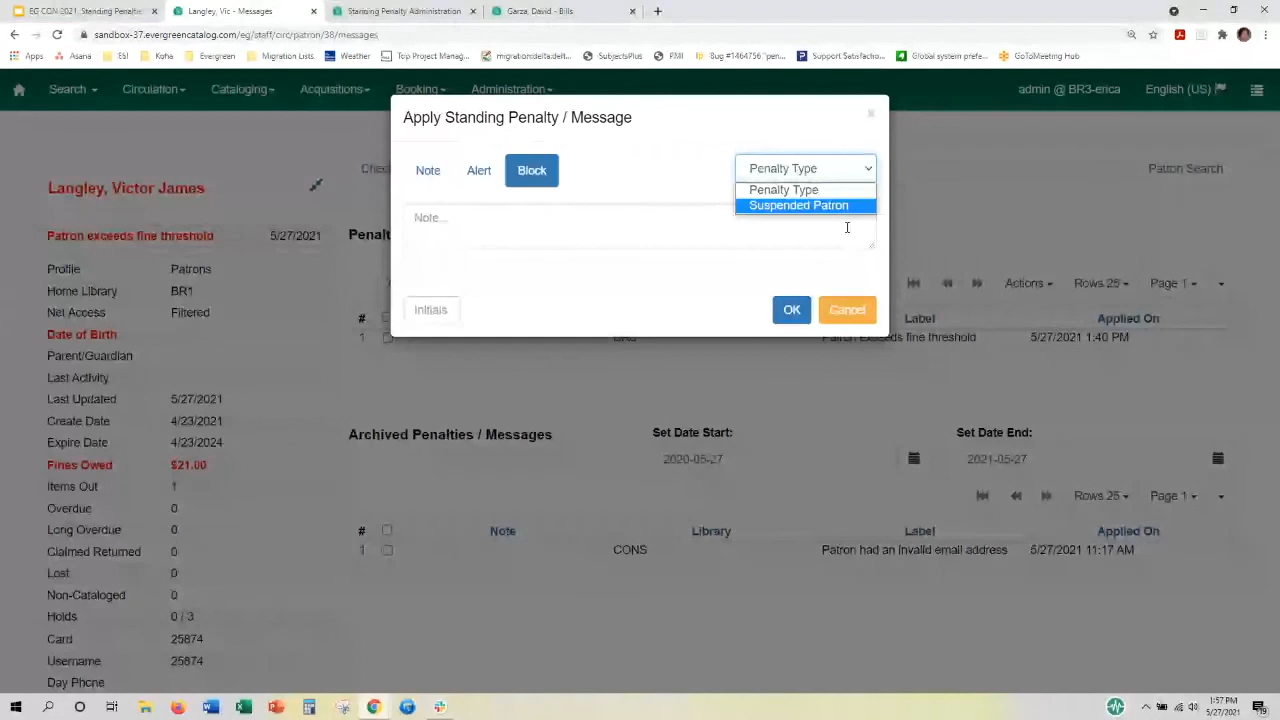 EG CON 2021_Standing Penalties
Langley, Vic - Messages
Standing Penalty Administration
Garza, David - Bills
sandbox-37.evergreencatalog.com/eg/staff/circ/patron/38/messages
Apps Asana ESI Koha Evergreen Migration Lists Weather Top Project Manag... SubjectsPlus PMI Bug #1464756 "pen... Support Satisfactio... Global system prefe... GoToMeeting Hub
Search Circulation Cataloging Acquisitions Booking Administration admin @ BR3-erica English (US)
Apply Standing Penalty / Message
Note Alert Block Penalty Type
Penalty Type
Suspended Patron
Note...
Initials OK Cancel
Patron Search
Langley, Victor James
Patron exceeds fine threshold 5/27/2021
Profile Patrons
Home Library BR1
Net Access Filtered
Date of Birth
Parent/Guardian
Last Activity
Last Updated 5/27/2021
Create Date 4/23/2021
Expire Date 4/23/2024
Fines Owed $21.00
Items Out 1
Overdue 0
Long Overdue 0
Claimed Returned 0
Lost 0
Non-Cataloged 0
Holds 0 / 3
Card 25874
Username 25874
Day Phone
Actions Rows 25 Page 1
# Label Applied On
1 Patron exceeds fine threshold 5/27/2021 1:40 PM
Archived Penalties / Messages Set Date Start: Set Date End:
2020-05-27 2021-05-27
Rows 25 Page 1
# Note Library Label Applied On
1 CONS Patron had an invalid email address 5/27/2021 11:17 AM
1:57 PM
5/27/2021